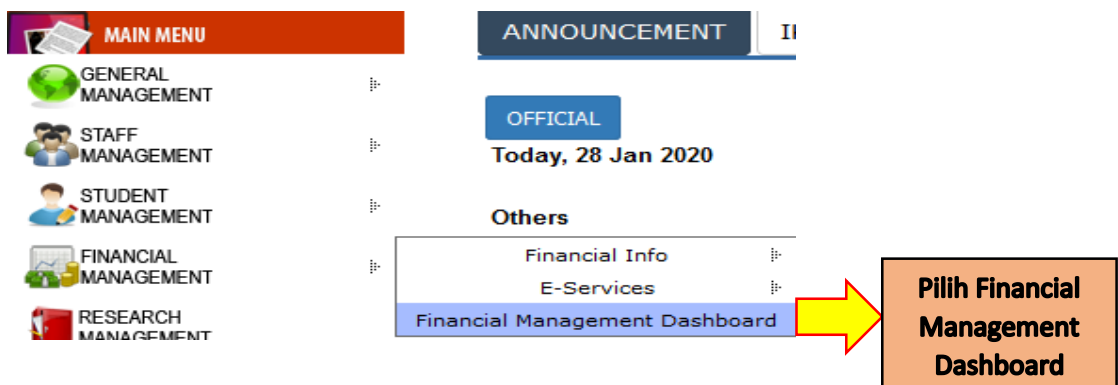 MAIN MENU
GENERAL
MANAGEMENT
STAFF
MANAGEMENT
STUDENT
MANAGEMENT
FINANCIAL
MANAGEMENT
RESEARCH
MANAGEMENT
ANNOUNCEMENT
OFFICIAL
Today, 28 Jan 2020
Others
Financial Info
E-Services
Financial Management Dashboard
Pilih Financial
Management
Dashboard